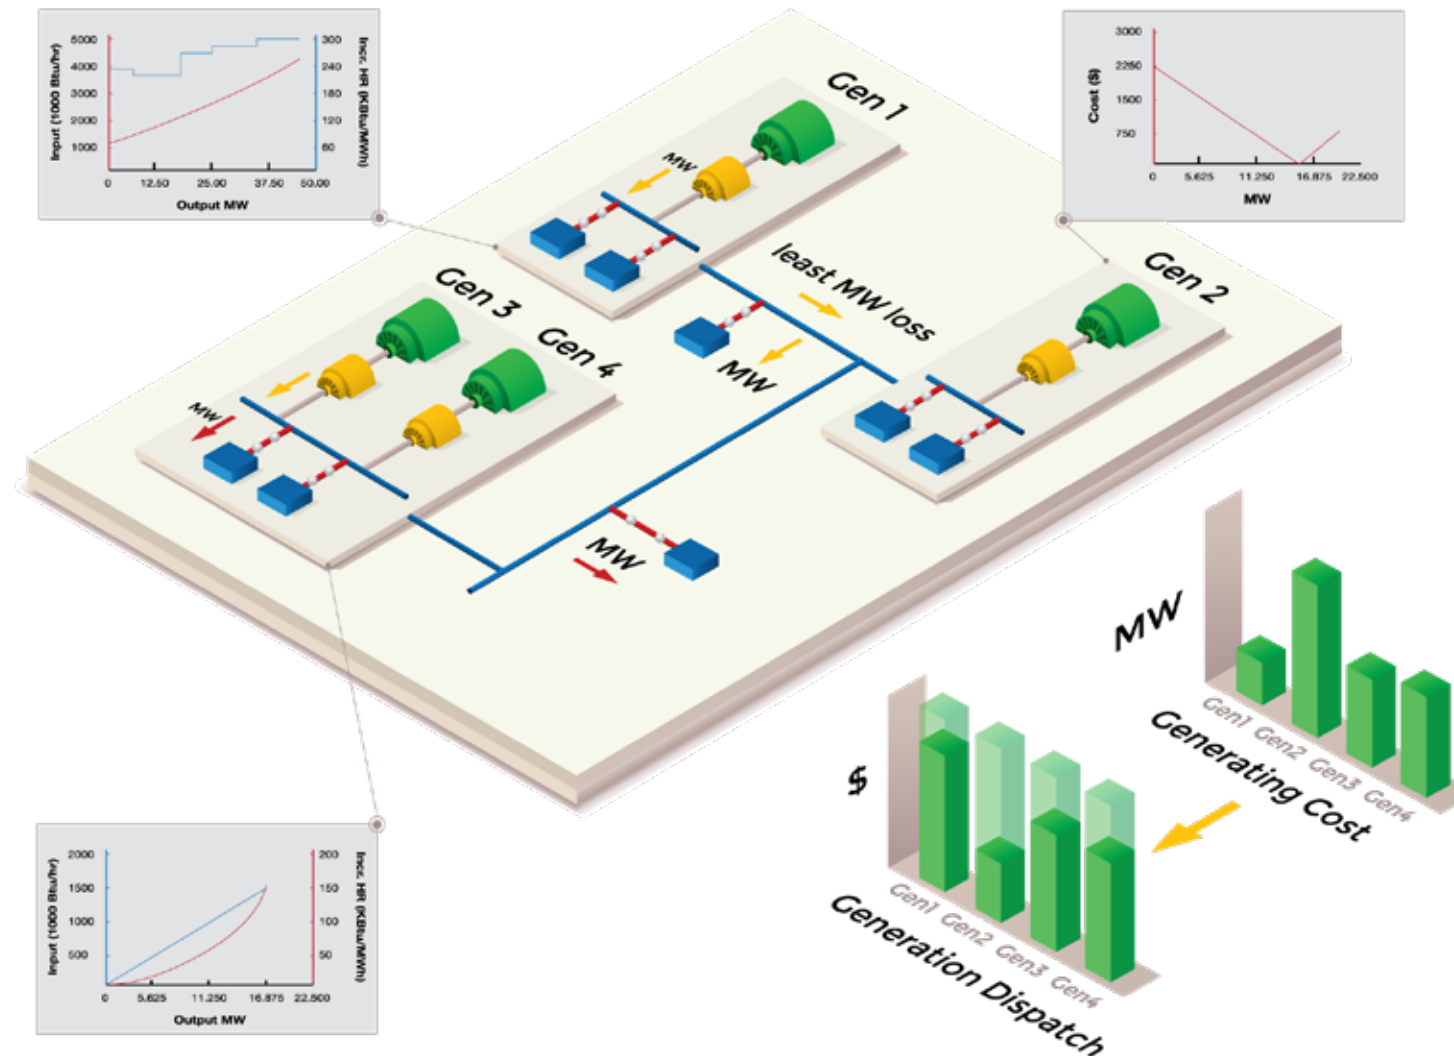 5000
4000
3000
2000
1000
Input (1000 Btu/hr)
300
240
180
120
60
Incr. HR (KBtu/MWh)
0 12.50 25.00 37.50 50.00
Output MW
3000
2250
1500
750
Cost ($)
0 5.625 11.250 16.875 22.500
MW
Gen 1
MW
least MW loss
MW
Gen 2
Gen 3
Gen 4
MW
MW
MW
Gen1
Gen2
Gen3
Gen4
Generating Cost
$
Gen1
Gen2
Gen3
Gen4
Generation Dispatch
2000
1500
1000
500
Input (1000 Btu/hr)
200
150
100
50
Incr. HR (KBtu/MWh)
0 5.625 11.250 16.875 22.500
Output MW